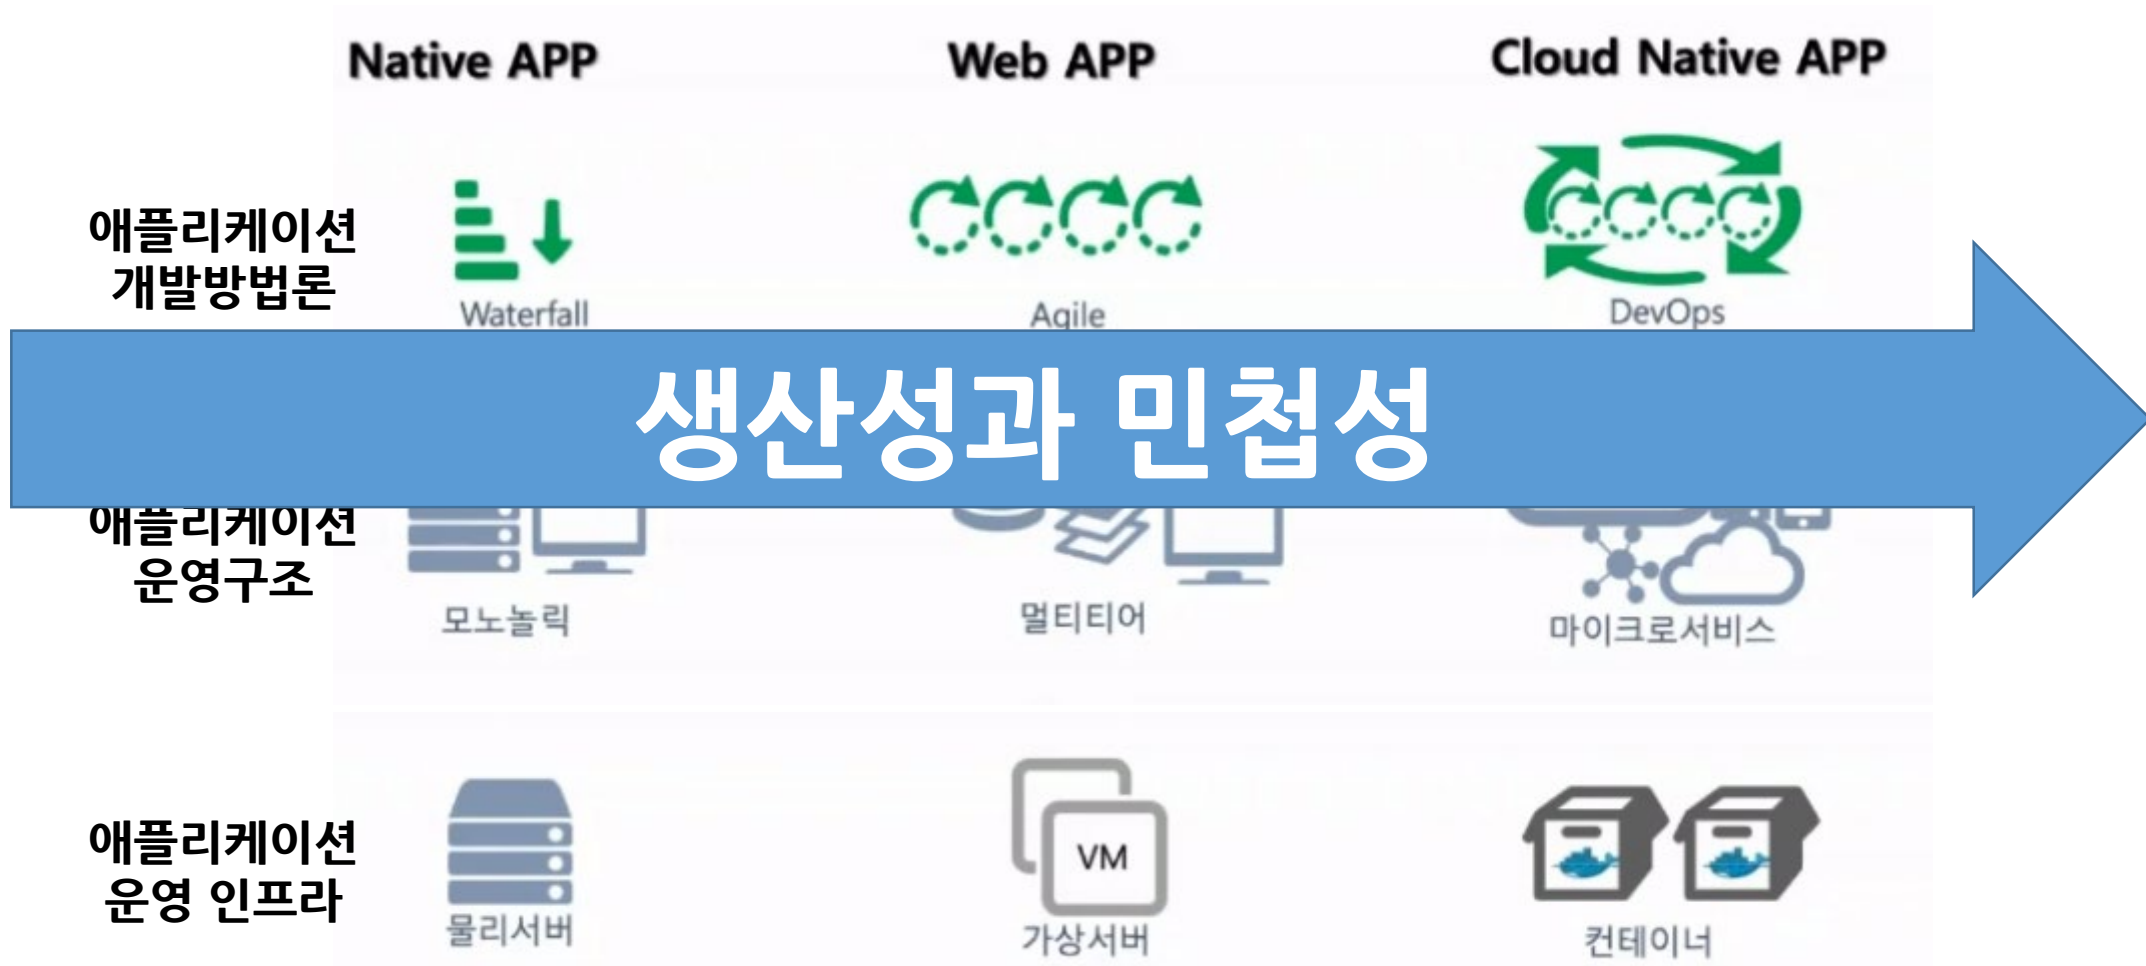 Native APP
Web APP
Cloud Native APP
애플리케이션
개발방법론
Waterfall
Agile
DevOps
생산성과 민첩성
애플리케이션
운영구조
모노놀릭
멀티티어
마이크로서비스
애플리케이션
운영 인프라
물리서버
VM
가상서버
컨테이너